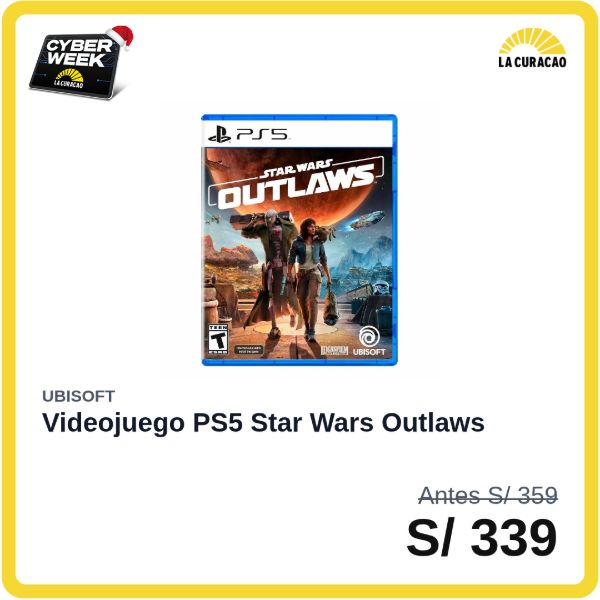 CYBER
WEEK
LA CURACAO
LA CURACAO
PS5
STAR WARS
OUTLAWS
TEEN
T
ESRB
UBISOFT
UBISOFT
Videojuego PS5 Star Wars Outlaws
Antes S/ 359
S/ 339